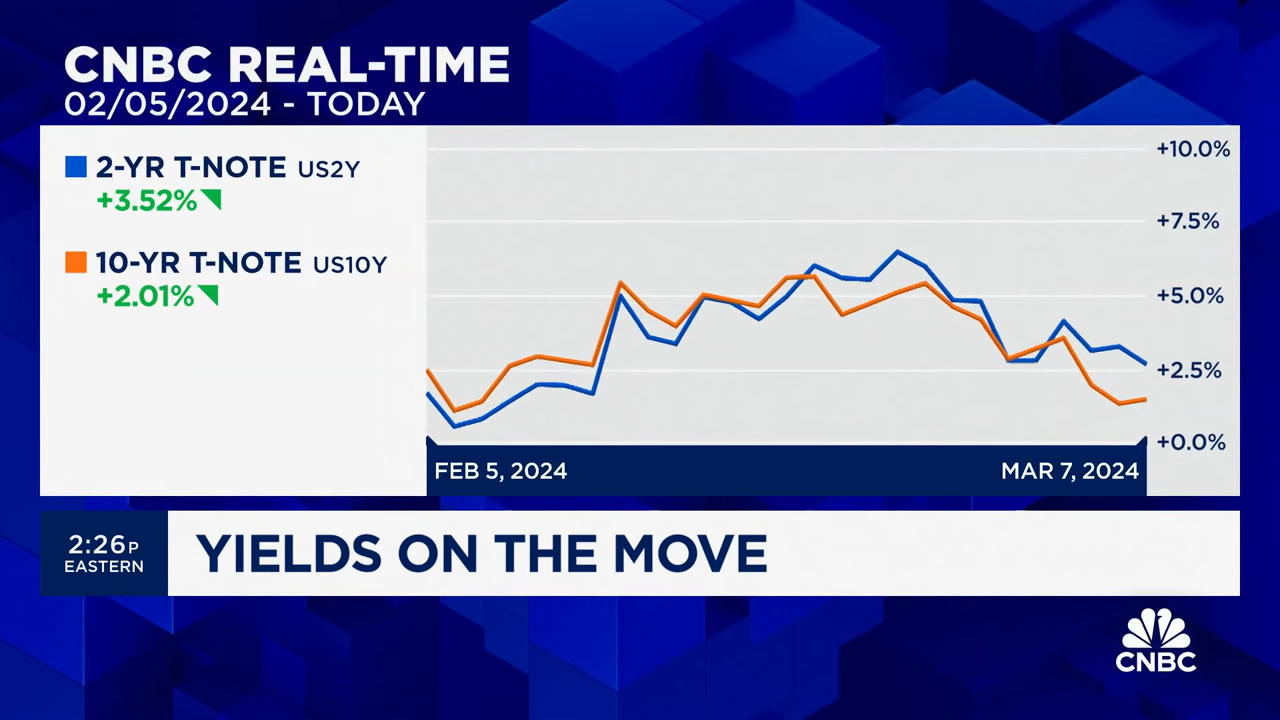 CNBC REAL-TIME
02/05/2024 - TODAY
2-YR T-NOTE US2Y
+3.52%
10-YR T-NOTE US10Y
+2.01%
+10.0%
+7.5%
+5.0%
+2.5%
+0.0%
FEB 5, 2024
MAR 7, 2024
2:26P
EASTERN
YIELDS ON THE MOVE
CNBC